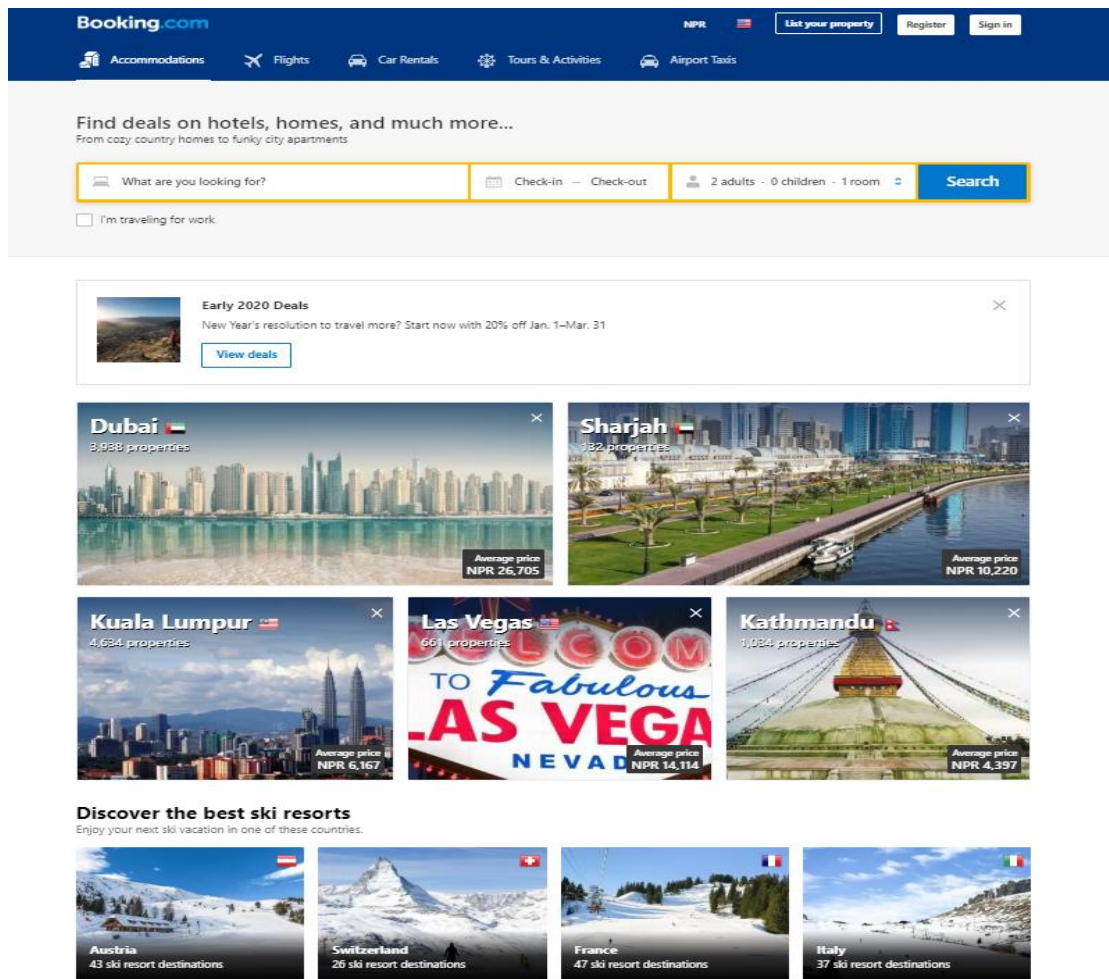 Booking.com
NPR
List your property
Register
Sign in
Accommodations
Flights
Car Rentals
Tours & Activities
Airport Taxis
Find deals on hotels, homes, and much more...
From cozy country homes to funky city apartments
What are you looking for?
Check-in — Check-out
2 adults · 0 children · 1 room
Search
I'm traveling for work
Early 2020 Deals
New Year's resolution to travel more? Start now with 20% off Jan. 1–Mar. 31
View deals
Dubai
3,938 properties
Average price
NPR 26,705
Sharjah
132 properties
Average price
NPR 10,220
Kuala Lumpur
4,634 properties
Average price
NPR 6,167
Las Vegas
661 properties
WELCOM
TO Fabulous
LAS VEGA
NEVAD
Average price
NPR 14,114
Kathmandu
1,034 properties
Average price
NPR 4,397
Discover the best ski resorts
Enjoy your next ski vacation in one of these countries.
Austria
43 ski resort destinations
Switzerland
26 ski resort destinations
France
47 ski resort destinations
Italy
37 ski resort destinations